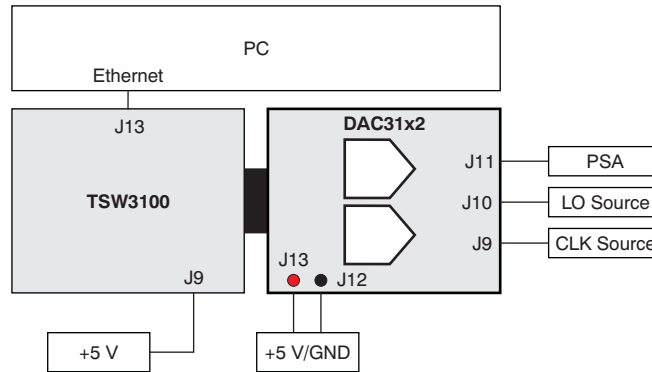 PC
Ethernet
J13
DAC31x2
J11
PSA
TSW3100
J10
LO Source
J9
CLK Source
J13
J12
J9
+5 V
+5 V/GND